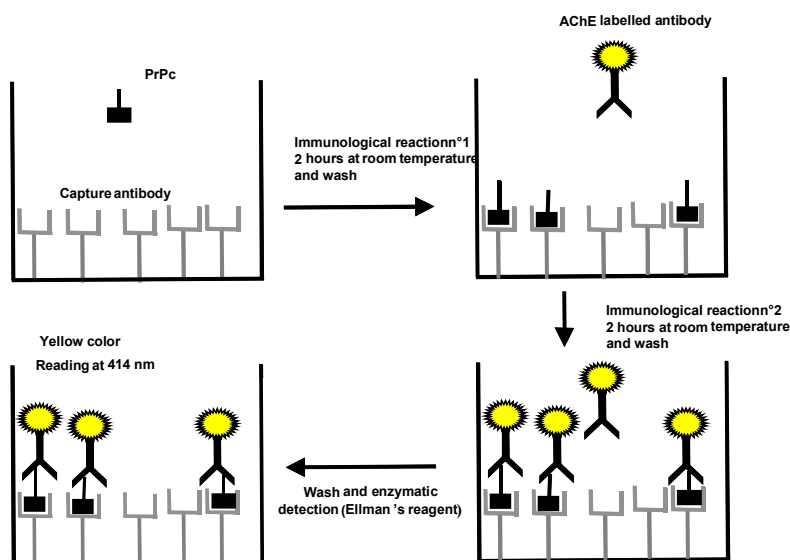 AChE labelled antibody
PrPc
Immunological reactionn°1
2 hours at room temperature
and wash
Capture antibody
Immunological reactionn°2
2 hours at room temperature
and wash
Yellow color
Reading at 414 nm
Wash and enzymatic
detection (Ellman 's reagent)